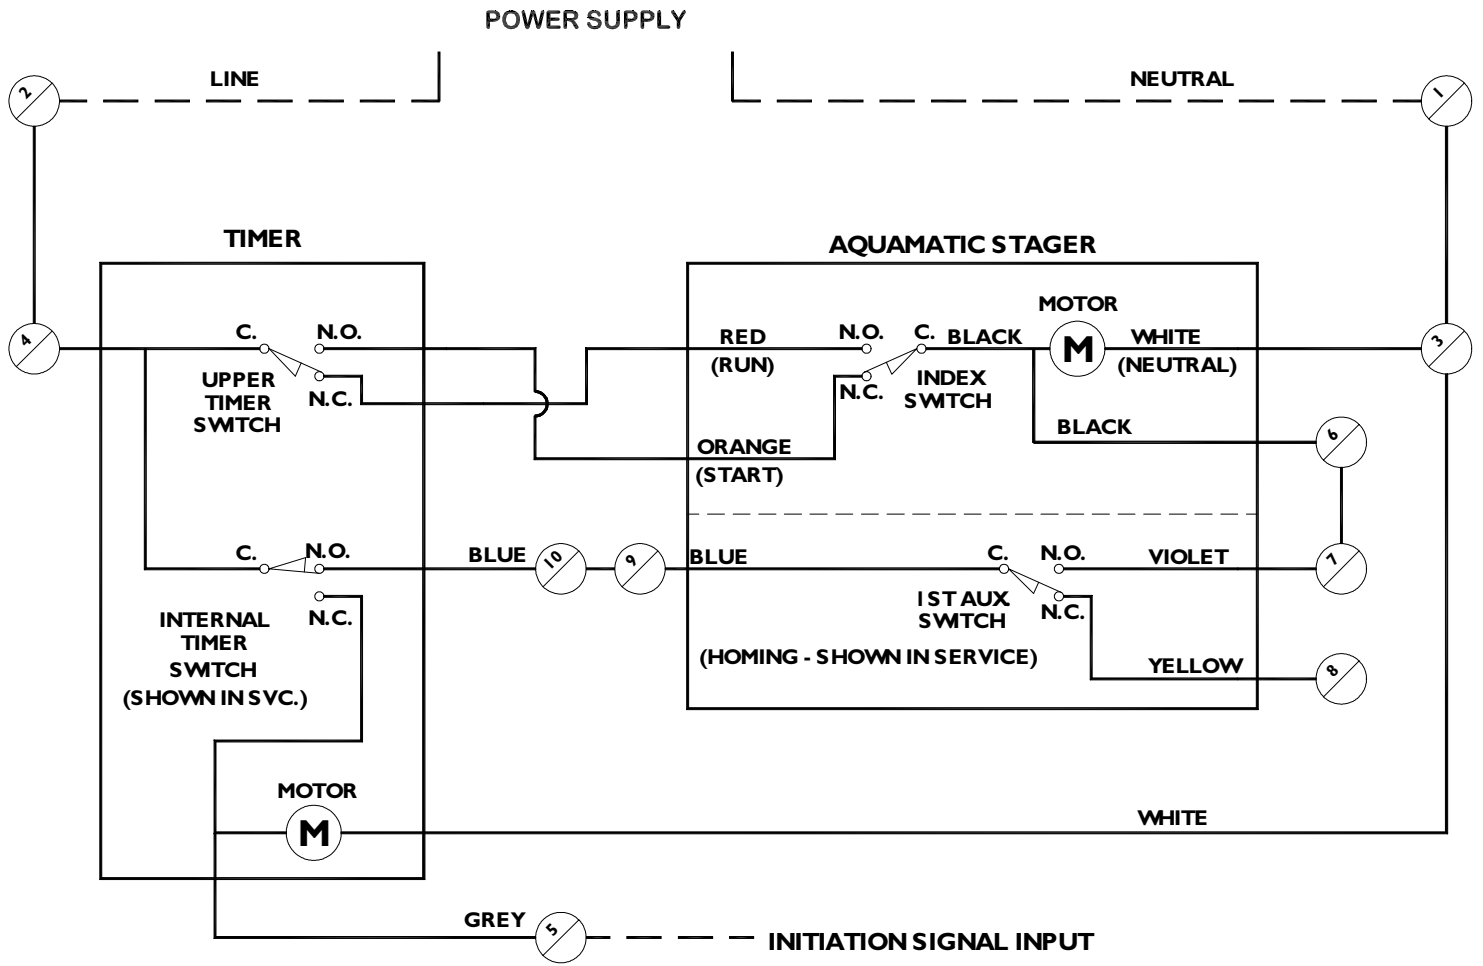 POWER SUPPLY
LINE
NEUTRAL
2
1
TIMER
AQUAMATIC STAGER
MOTOR
4
C.
N.O.
RED
(RUN)
N.O.
C.
BLACK
M
WHITE
(NEUTRAL)
3
UPPER
TIMER
SWITCH
N.C.
N.C.
INDEX
SWITCH
ORANGE
(START)
BLACK
6
C.
N.O.
BLUE
10
9
BLUE
C.
N.O.
VIOLET
7
INTERNAL
TIMER
SWITCH
(SHOWN IN SVC.)
N.C.
1ST AUX
SWITCH
N.C.
(HOMING - SHOWN IN SERVICE)
YELLOW
8
MOTOR
M
WHITE
GREY
5
INITIATION SIGNAL INPUT